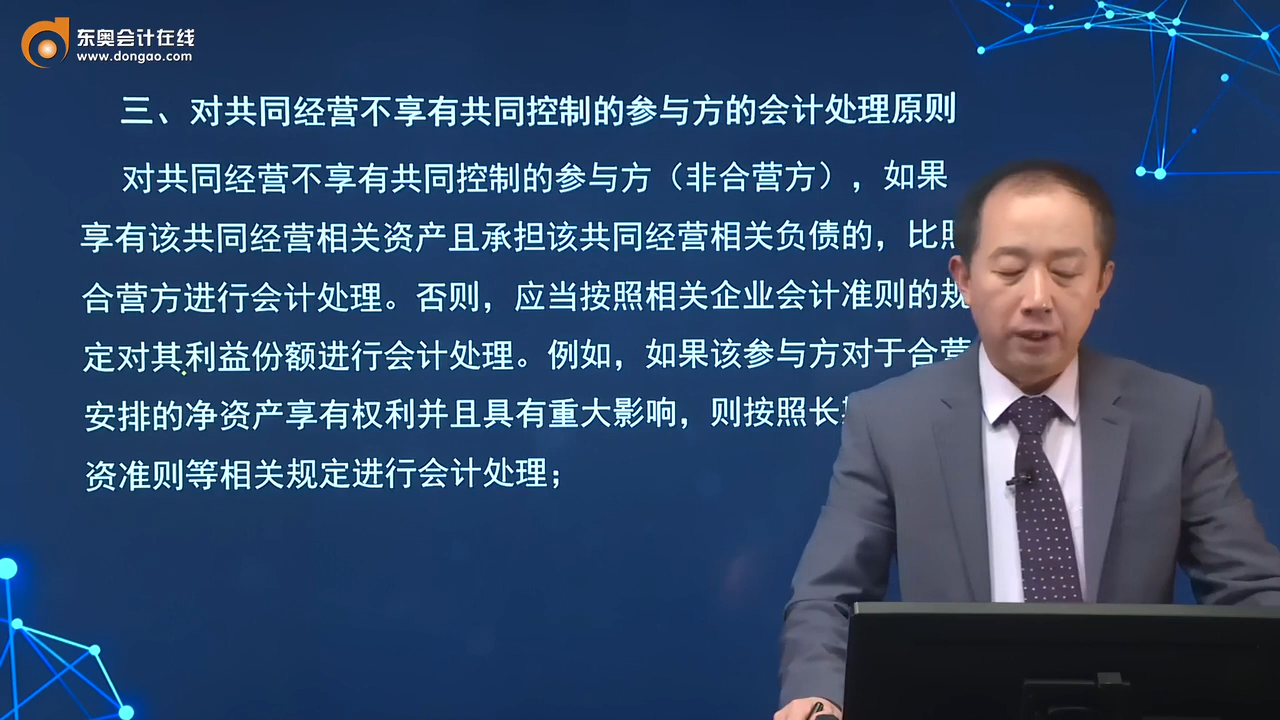 东奥会计在线
www.dongao.com
三、对共同经营不享有共同控制的参与方的会计处理原则
对共同经营不享有共同控制的参与方（非合营方），如果
享有该共同经营相关资产且承担该共同经营相关负债的，比照
合营方进行会计处理。否则，应当按照相关企业会计准则的规
定对其利益份额进行会计处理。例如，如果该参与方对于合营
安排的净资产享有权利并且具有重大影响，则按照长
资准则等相关规定进行会计处理；